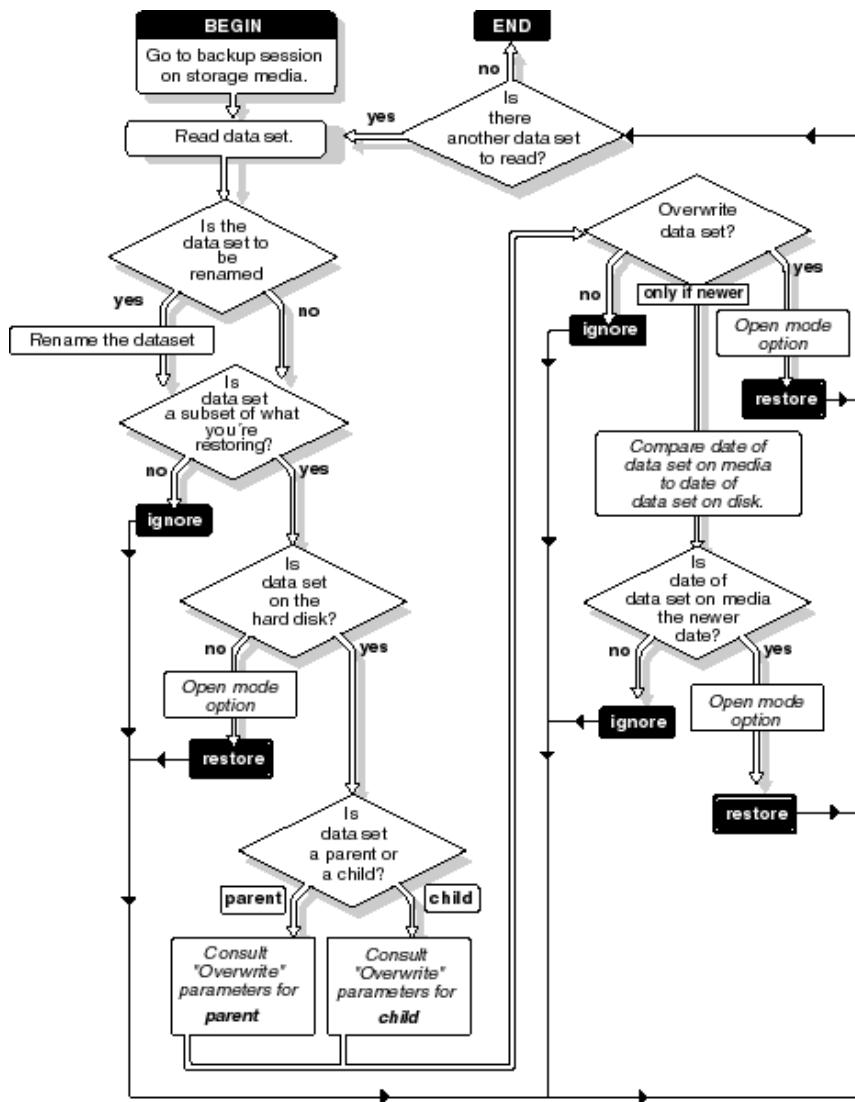 BEGIN
Go to backup session
on storage media.
END
no
Is
there
another data set
to read?
yes
Read data set.
Is the
data set to
be
renamed
yes
no
Rename the dataset
Is
data set
a subset of what
you're
restoring?
no
yes
ignore
Is
data set
on the
hard disk?
no
yes
Open mode
option
restore
Is
data set
a parent or
a child?
parent
child
Consult
"Overwrite"
parameters for
parent
Consult
"Overwrite"
parameters for
child
Overwrite
data set?
no
only if newer
yes
ignore
Open mode
option
restore
Compare date of
data set on media
to date of
data set on disk.
Is
date of
data set on media
the newer
date?
no
yes
ignore
Open mode
option
restore